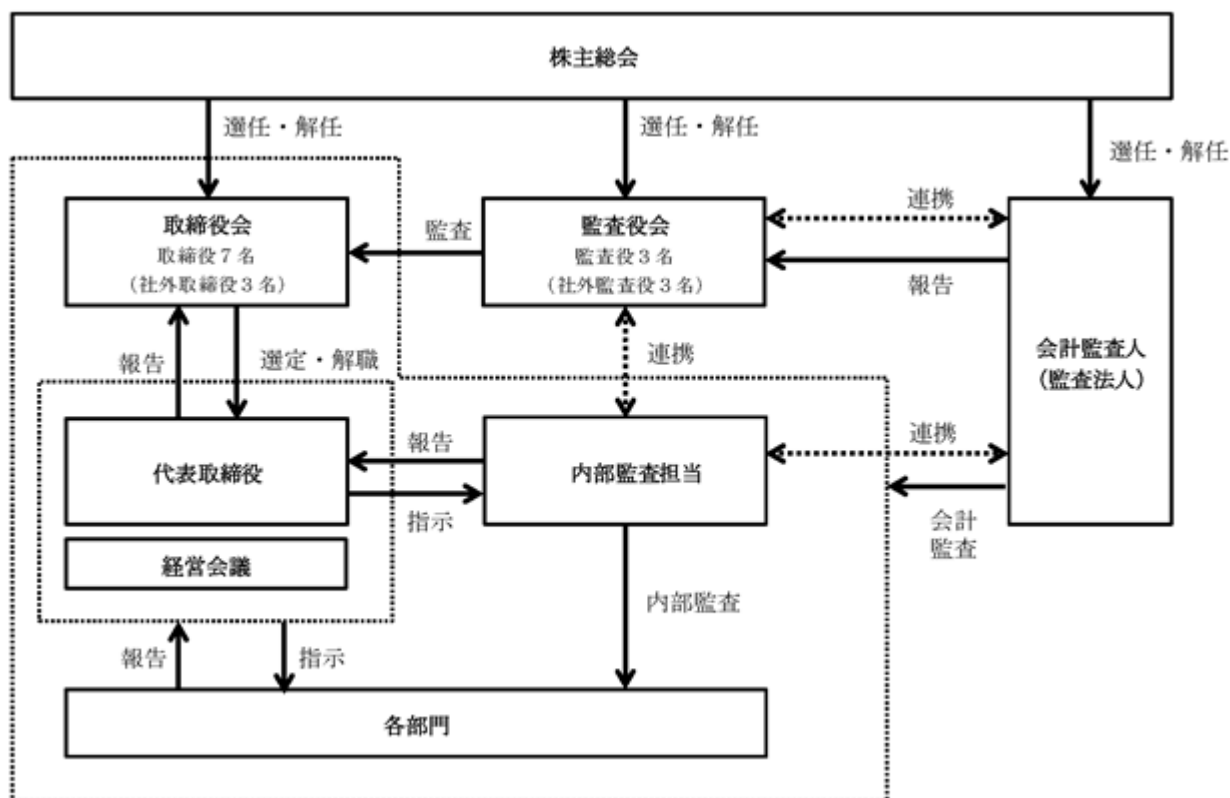 株主総会
選任・解任
選任・解任
選任・解任
取締役会
取締役7名
(社外取締役3名)
監査
監査役会
監査役3名
(社外監査役3名)
連携
報告
会計監査人
(監査法人)
報告
選定・解職
連携
代表取締役
報告
指示
内部監査担当
連携
会計
監査
経営会議
内部監査
報告
指示
各部門